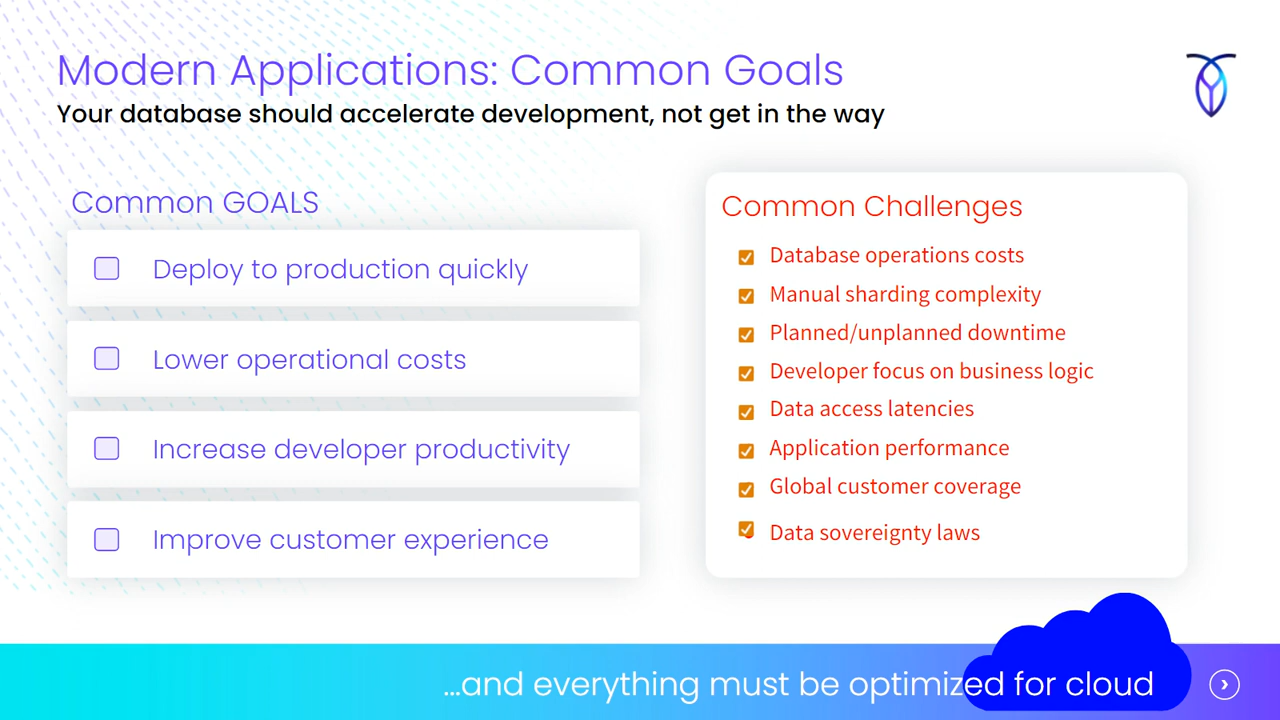 Modern Applications: Common Goals
Your database should accelerate development, not get in the way
Common GOALS
Deploy to production quickly
Lower operational costs
Increase developer productivity
Improve customer experience
Common Challenges
Database operations costs
Manual sharding complexity
Planned/unplanned downtime
Developer focus on business logic
Data access latencies
Application performance
Global customer coverage
Data sovereignty laws
...and everything must be optimized for cloud